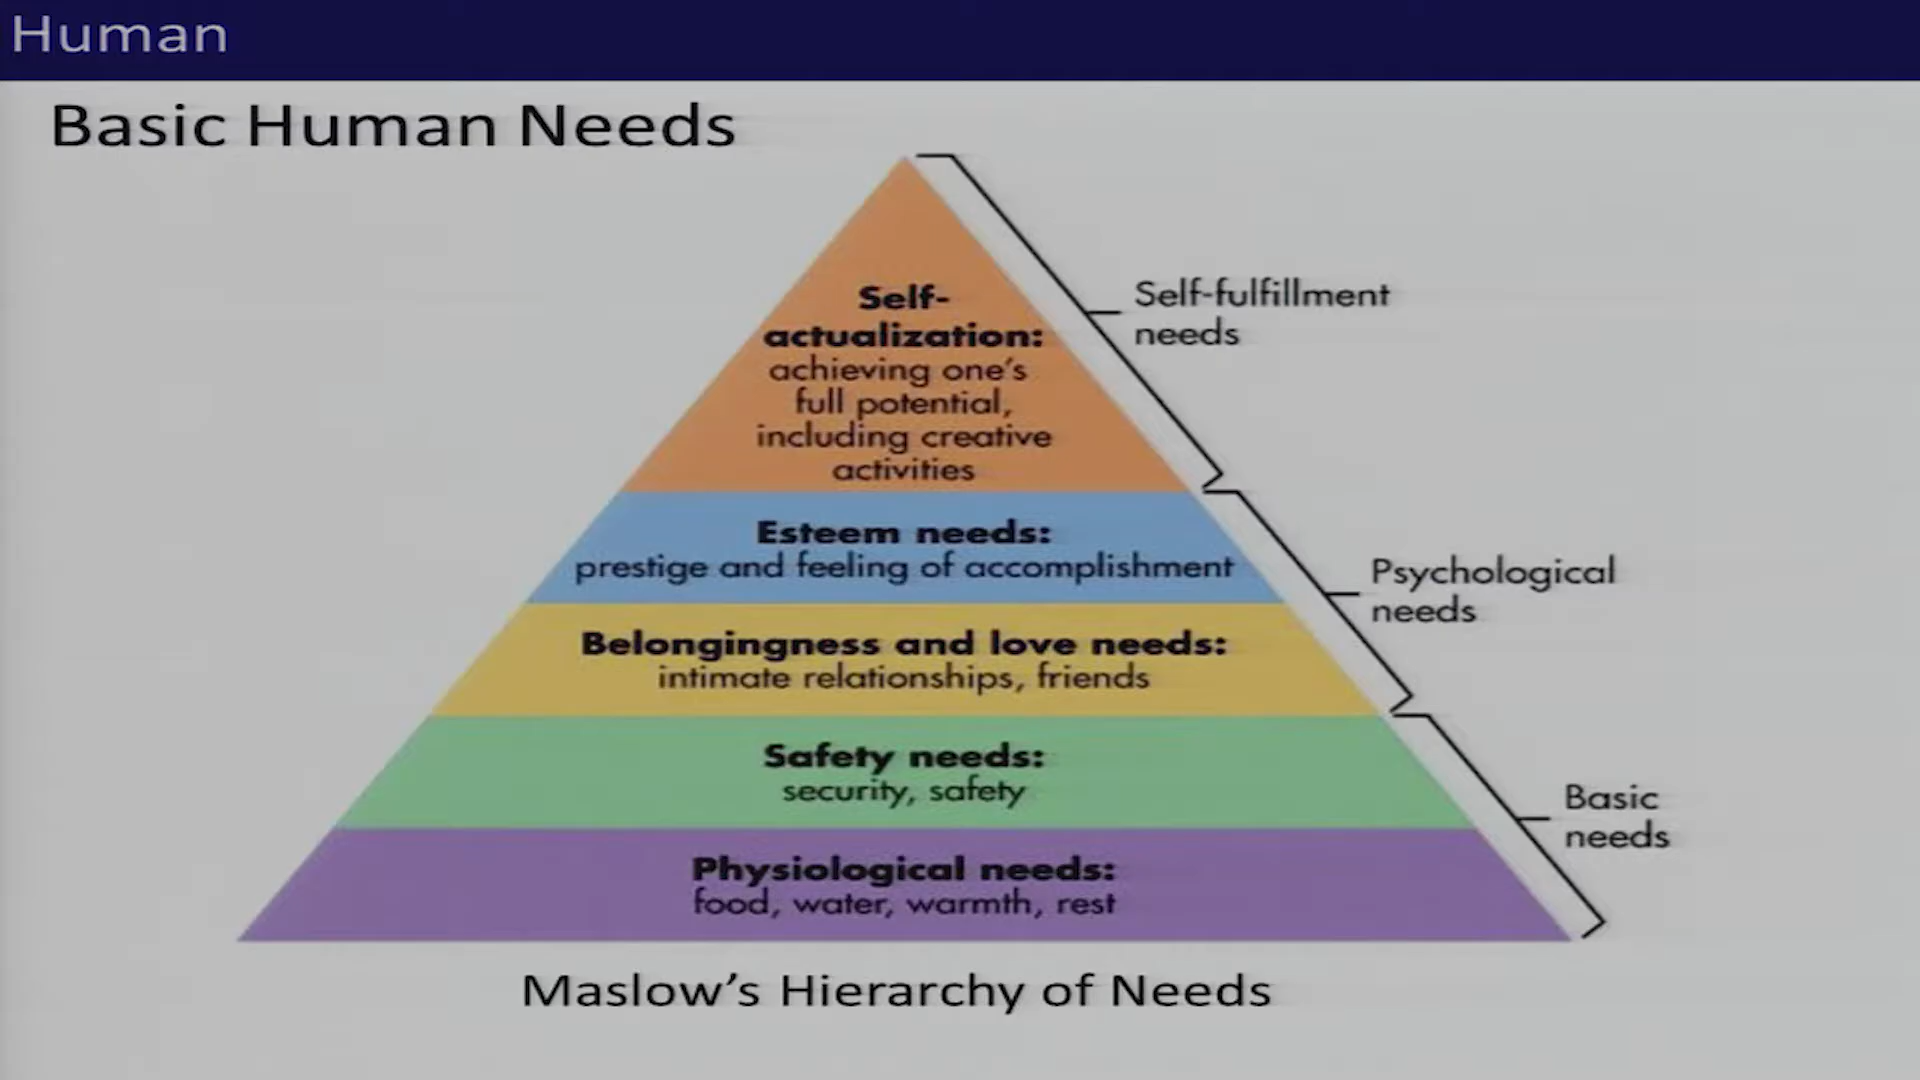 Human
Basic Human Needs
Self-
actualization:
achieving one's
full potential,
including creative
activities
Self-fulfillment
needs
Esteem needs:
prestige and feeling of accomplishment
Psychological
needs
Belongingness and love needs:
intimate relationships, friends
Safety needs:
security, safety
Basic
needs
Physiological needs:
food, water, warmth, rest
Maslow's Hierarchy of Needs